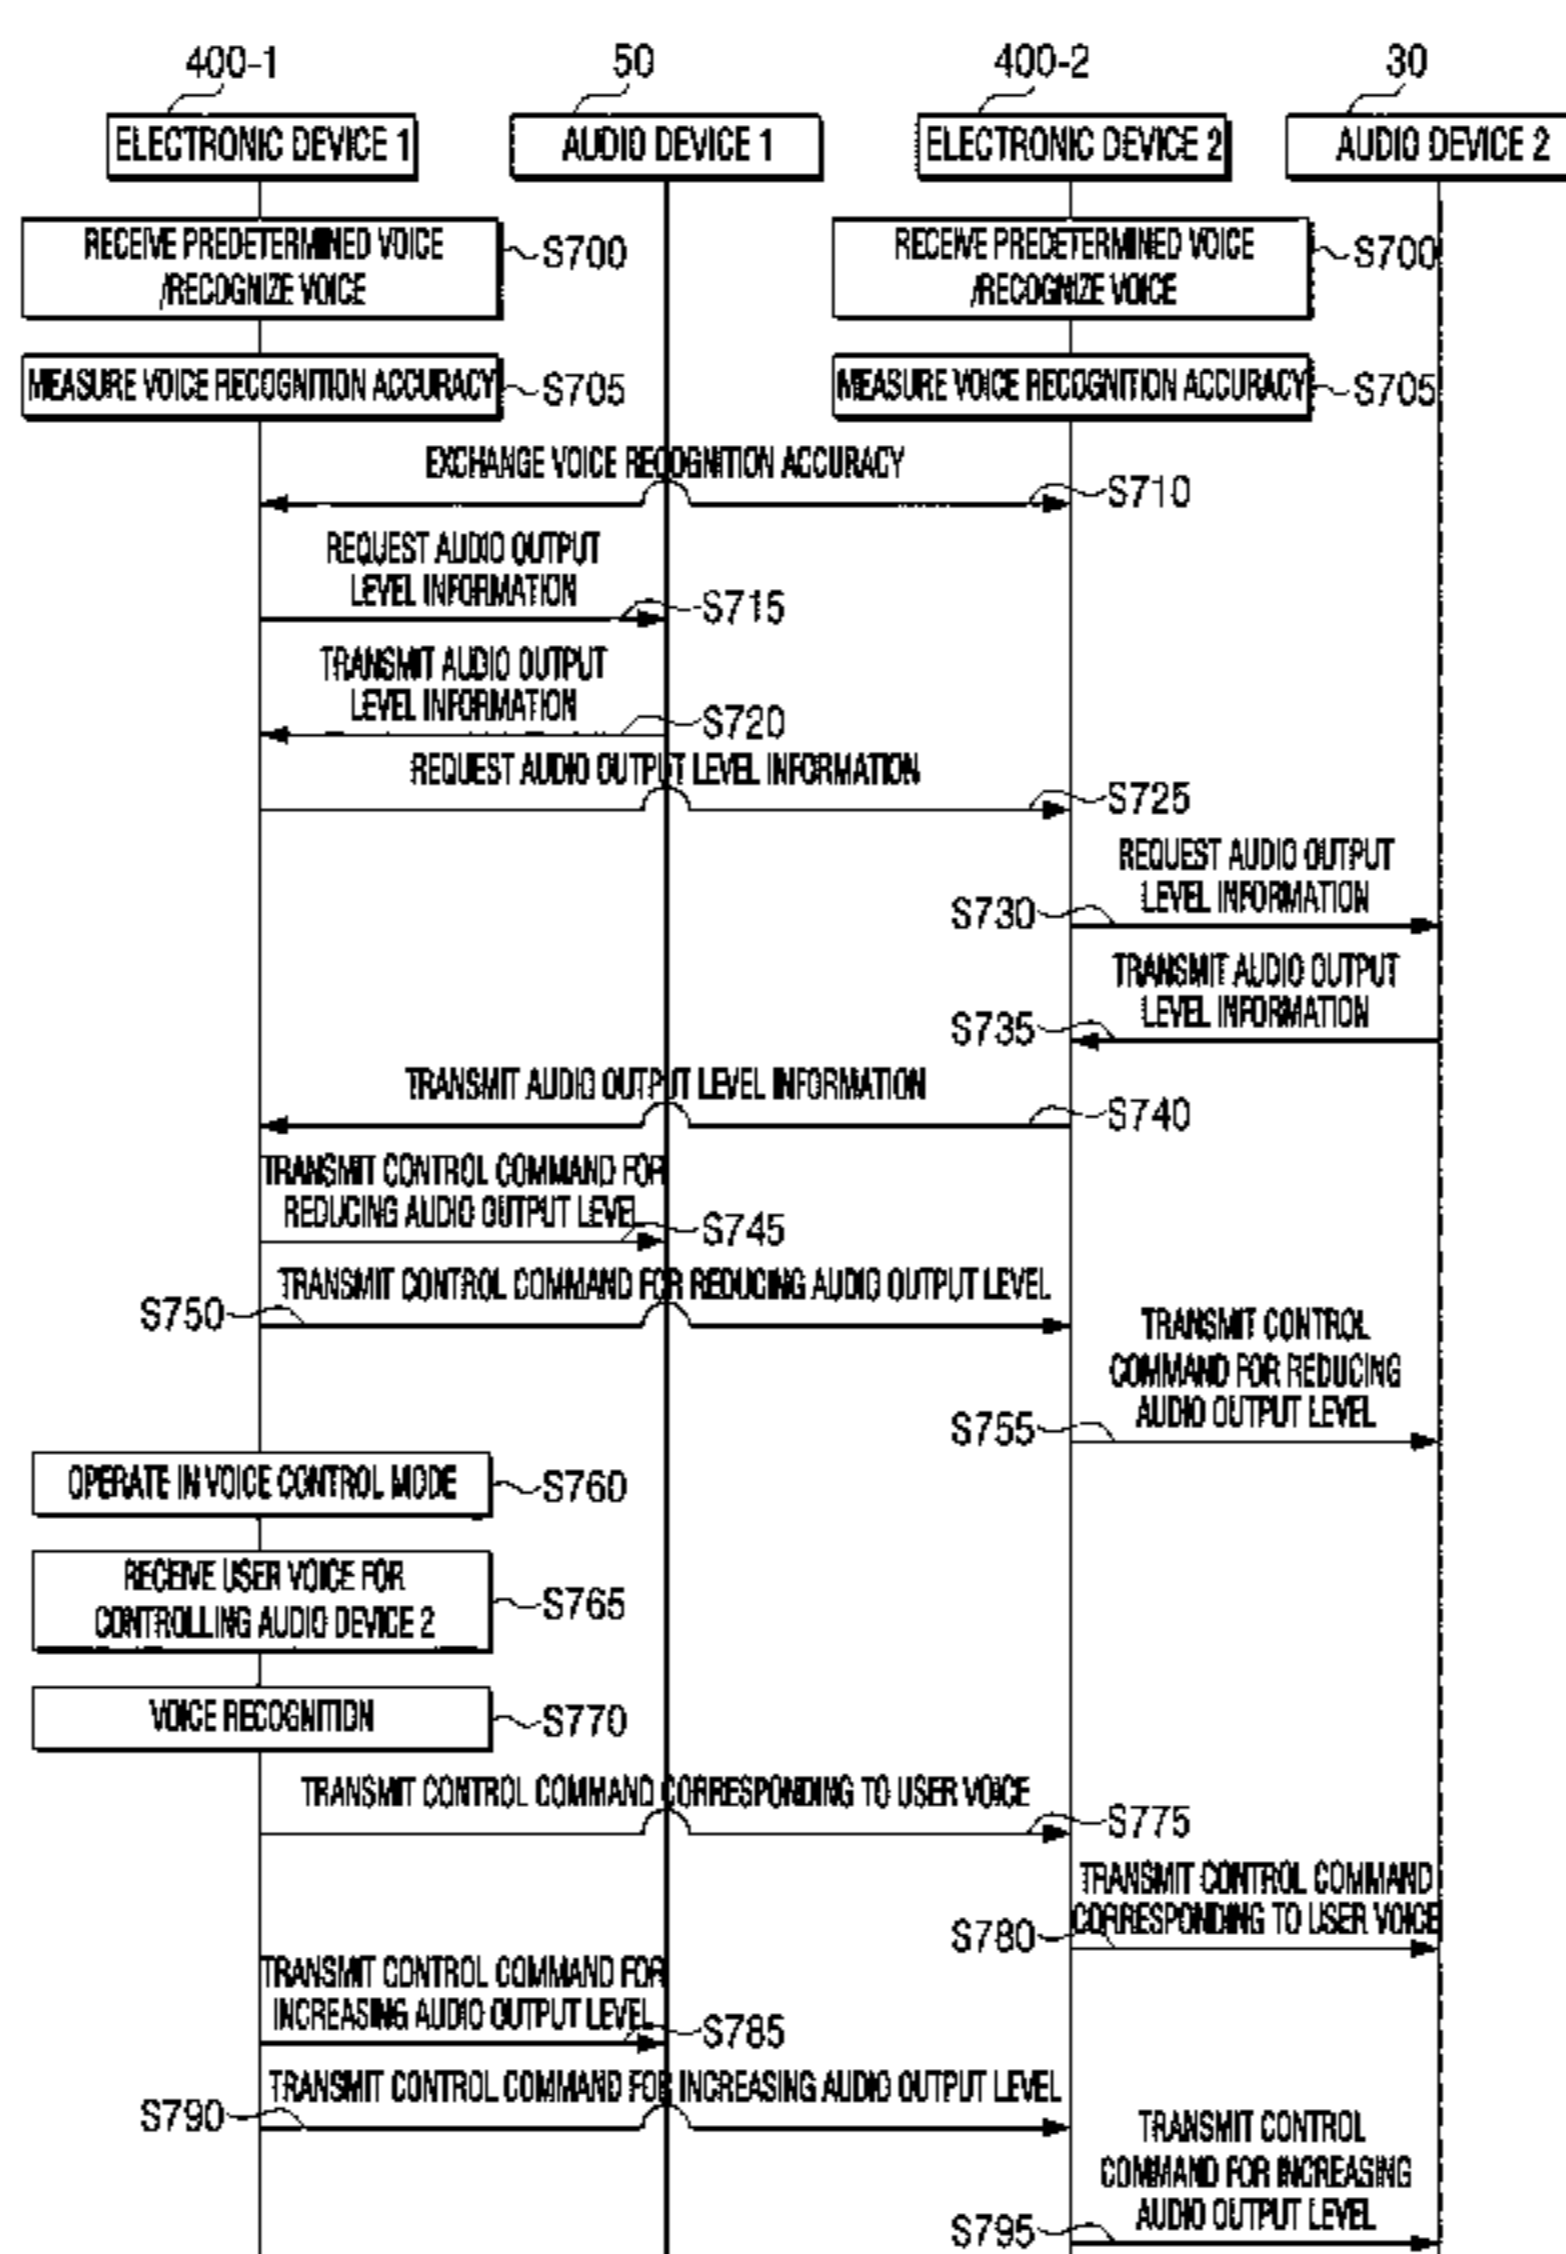 400-1
50
400-2
30
ELECTRONIC DEVICE 1
AUDIO DEVICE 1
ELECTRONIC DEVICE 2
AUDIO DEVICE 2
RECEIVE PREDETERMINED VOICE
/RECOGNIZE VOICE
S700
RECEIVE PREDETERMINED VOICE
/RECOGNIZE VOICE
S700
MEASURE VOICE RECOGNITION ACCURACY
S705
MEASURE VOICE RECOGNITION ACCURACY
S705
EXCHANGE VOICE RECOGNITION ACCURACY
S710
REQUEST AUDIO OUTPUT
LEVEL INFORMATION
S715
TRANSMIT AUDIO OUTPUT
LEVEL INFORMATION
S720
REQUEST AUDIO OUTPUT LEVEL INFORMATION
S725
REQUEST AUDIO OUTPUT
LEVEL INFORMATION
S730
TRANSMIT AUDIO OUTPUT
LEVEL INFORMATION
S735
TRANSMIT AUDIO OUTPUT LEVEL INFORMATION
S740
TRANSMIT CONTROL COMMAND FOR
REDUCING AUDIO OUTPUT LEVEL
S745
TRANSMIT CONTROL COMMAND FOR REDUCING AUDIO OUTPUT LEVEL
S750
TRANSMIT CONTROL
COMMAND FOR REDUCING
AUDIO OUTPUT LEVEL
S755
OPERATE IN VOICE CONTROL MODE
S760
RECEIVE USER VOICE FOR
CONTROLLING AUDIO DEVICE 2
S765
VOICE RECOGNITION
S770
TRANSMIT CONTROL COMMAND CORRESPONDING TO USER VOICE
S775
TRANSMIT CONTROL COMMAND
CORRESPONDING TO USER VOICE
S780
TRANSMIT CONTROL COMMAND FOR
INCREASING AUDIO OUTPUT LEVEL
S785
TRANSMIT CONTROL COMMAND FOR INCREASING AUDIO OUTPUT LEVEL
S790
TRANSMIT CONTROL
COMMAND FOR INCREASING
AUDIO OUTPUT LEVEL
S795